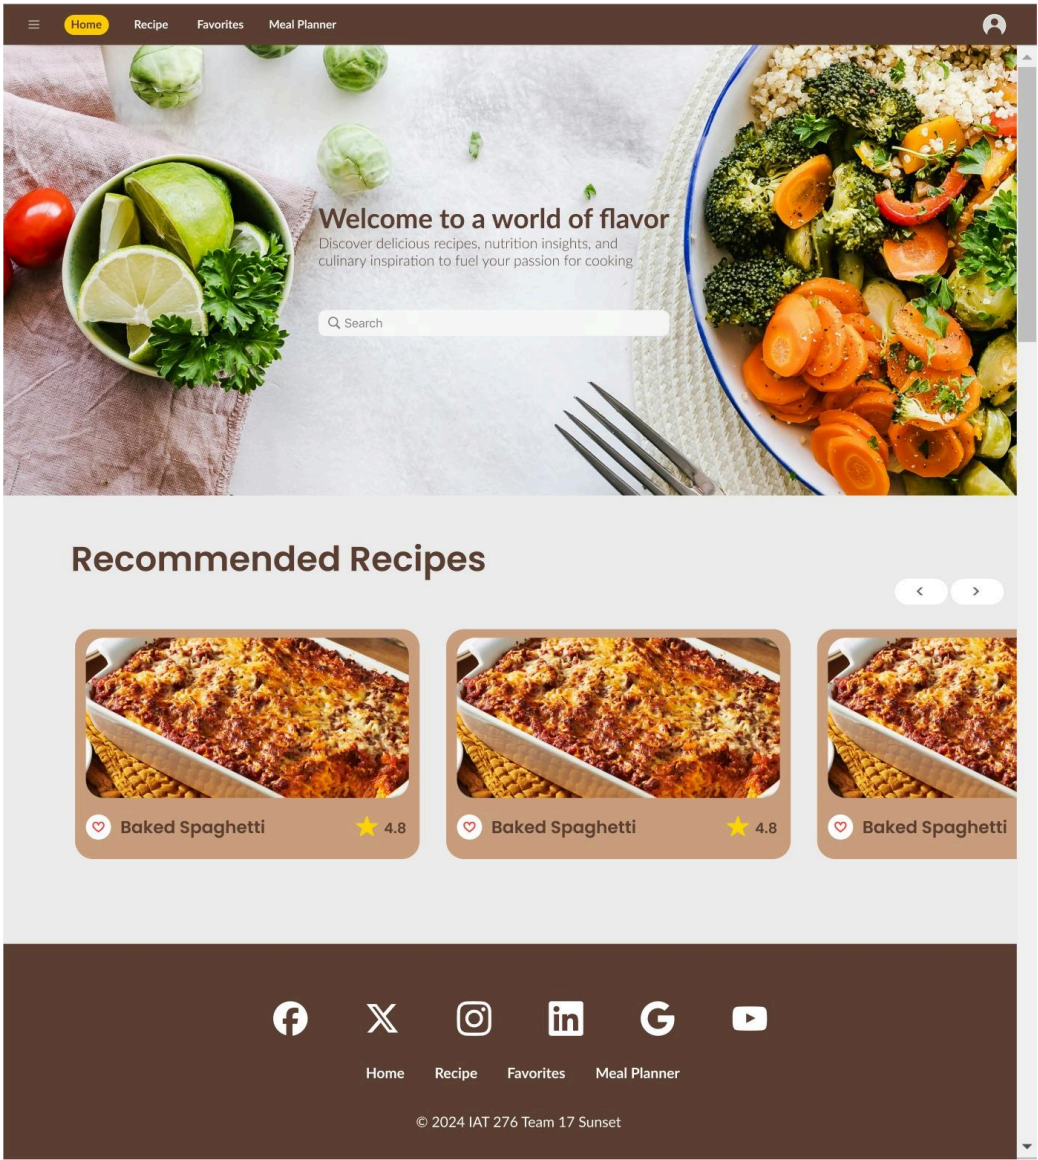 Home Recipe Favorites Meal Planner
Welcome to a world of flavor
Discover delicious recipes, nutrition insights, and
culinary inspiration to fuel your passion for cooking
Search
Recommended Recipes
< >
Baked Spaghetti 4.8
Baked Spaghetti 4.8
Baked Spaghetti
Home Recipe Favorites Meal Planner
© 2024 IAT 276 Team 17 Sunset